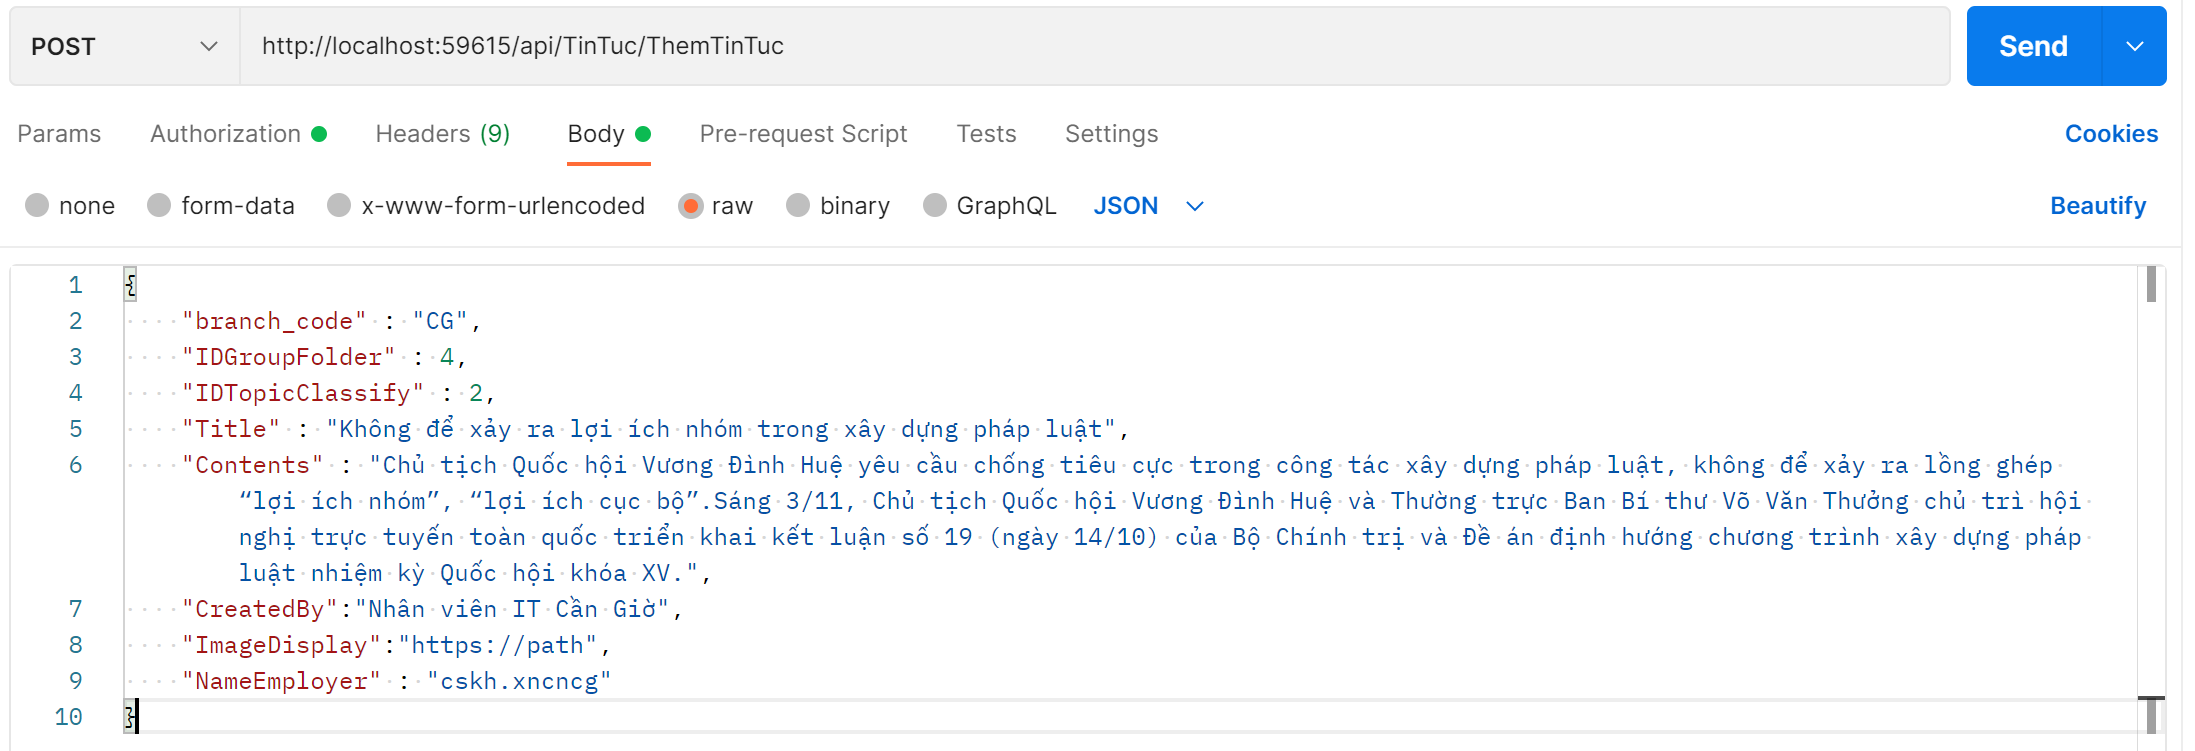 POST http://localhost:59615/api/TinTuc/ThemTinTuc Send
Params Authorization Headers (9) Body Pre-request Script Tests Settings Cookies
none form-data x-www-form-urlencoded raw binary GraphQL JSON Beautify
1 {
2 "branch_code" : "CG",
3 "IDGroupFolder" : 4,
4 "IDTopicClassify" : 2,
5 "Title" : "Không để xảy ra lợi ích nhóm trong xây dựng pháp luật",
6 "Contents" : "Chủ tịch Quốc hội Vương Đình Huệ yêu cầu chống tiêu cực trong công tác xây dựng pháp luật, không để xảy ra lồng ghép
“lợi ích nhóm”, “lợi ích cục bộ”.Sáng 3/11, Chủ tịch Quốc hội Vương Đình Huệ và Thường trực Ban Bí thư Võ Văn Thưởng chủ trì hội
nghị trực tuyến toàn quốc triển khai kết luận số 19 (ngày 14/10) của Bộ Chính trị và Đề án định hướng chương trình xây dựng pháp
luật nhiệm kỳ Quốc hội khóa XV.",
7 "CreatedBy":"Nhân viên IT Cần Giờ",
8 "ImageDisplay":"https://path",
9 "NameEmployer" : "cskh.xncncg"
10 }